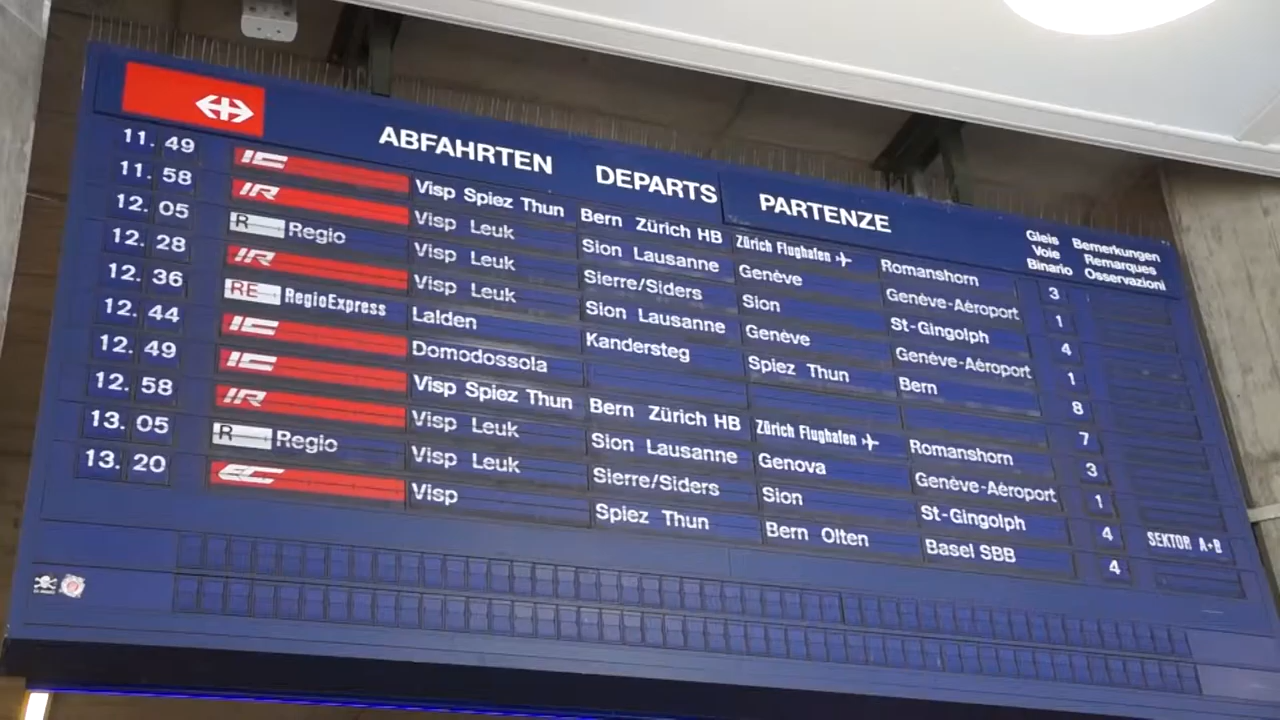 ABFAHRTEN DEPARTS PARTENZE
Gleis Bemerkungen
Voie Remarques
Binario Osservazioni
11. 49 IC Visp Spiez Thun Bern Zürich HB Zürich Flughafen Romanshorn 3
11. 58 IR Visp Leuk Sion Lausanne Genève Genève-Aéroport 1
12. 05 R Regio Visp Leuk Sierre/Siders Sion St-Gingolph 4
12. 28 IR Visp Leuk Sion Lausanne Genève Genève-Aéroport 1
12. 36 RE RegioExpress Lalden Kandersteg Spiez Thun Bern 8
12. 44 IC Domodossola 7
12. 49 IC Visp Spiez Thun Bern Zürich HB Zürich Flughafen Romanshorn 3
12. 58 IR Visp Leuk Sion Lausanne Genova Genève-Aéroport 1
13. 05 R Regio Visp Leuk Sierre/Siders Sion St-Gingolph 4 SEKTOR A+B
13. 20 EC Visp Spiez Thun Bern Olten Basel SBB 4